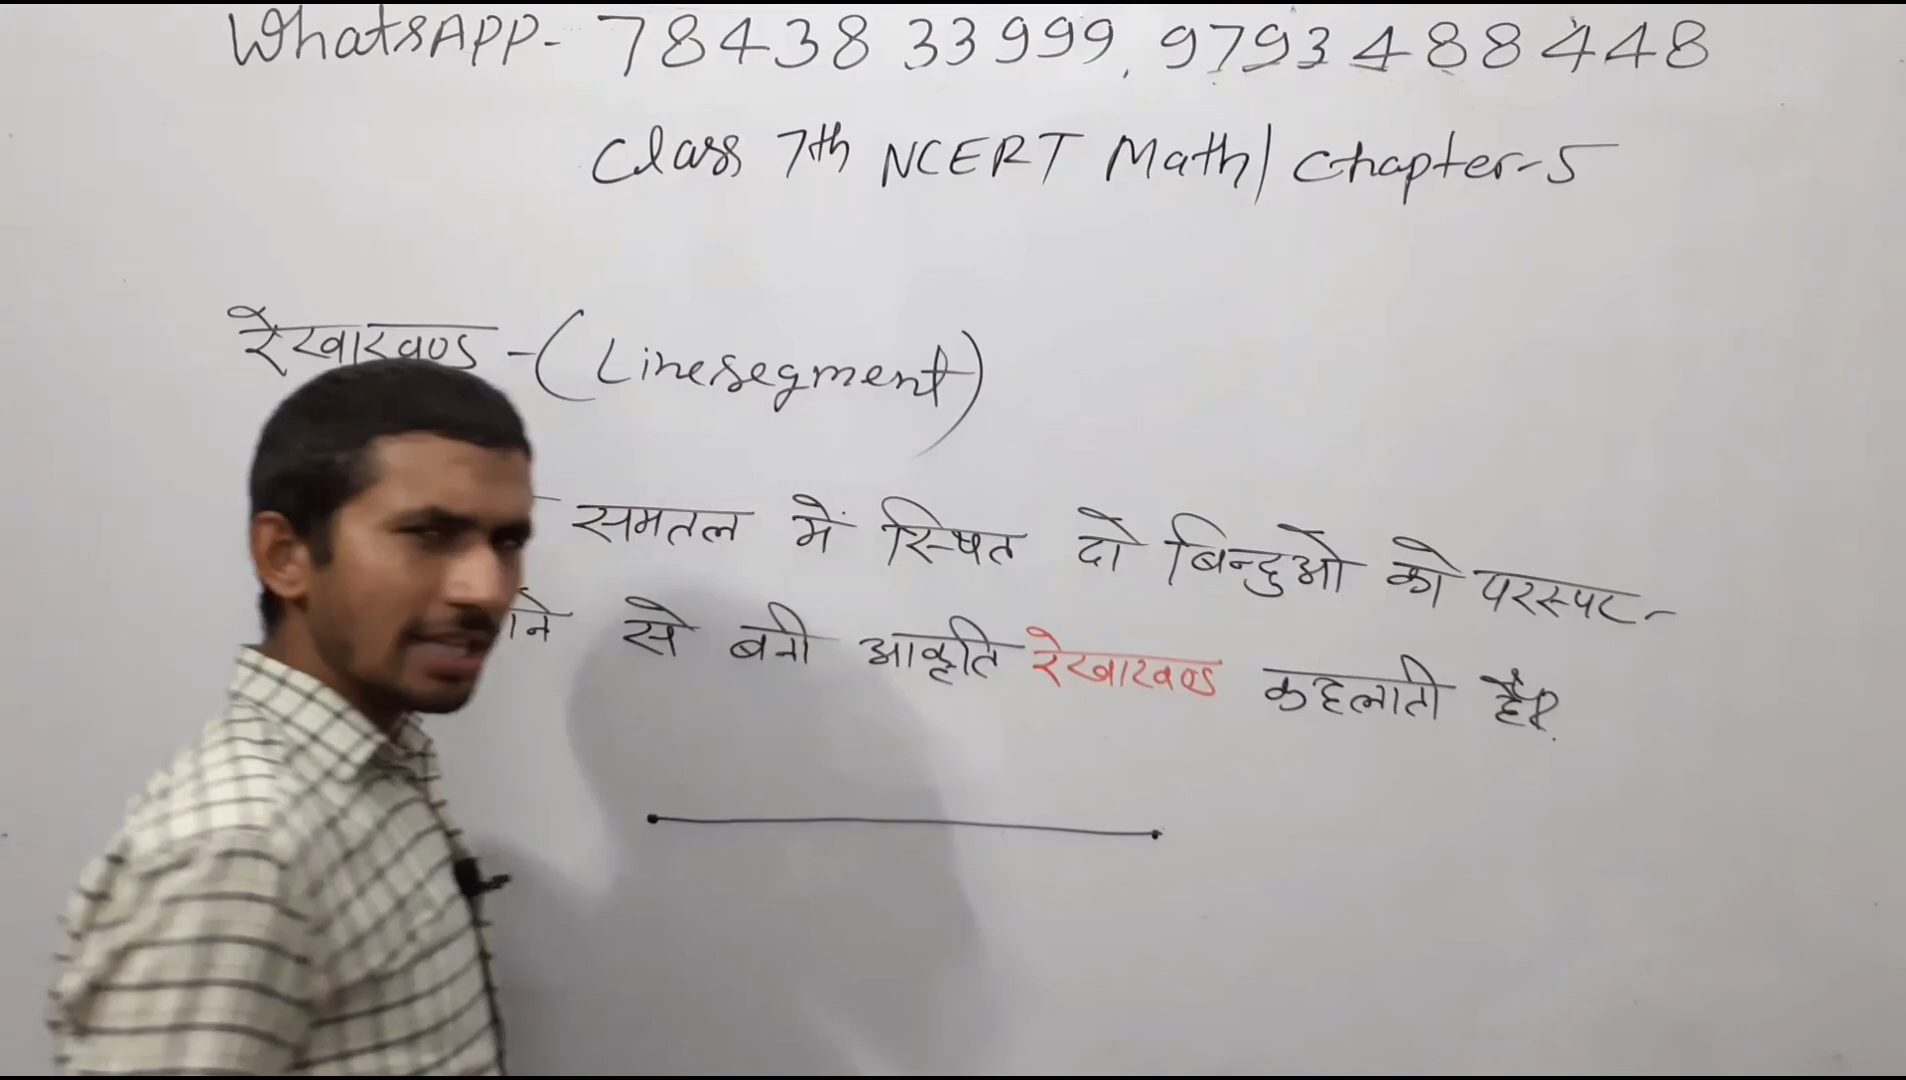 WhatsAPP- 78438 33999, 9793488448
Class 7th NCERT Math/ Chapter-5
रेखाखण्ड -(Linesegment)
समतल में स्थित दो बिन्दुओ को परस्पर-
से बनी आकृति रेखाखण्ड कहलाती है।